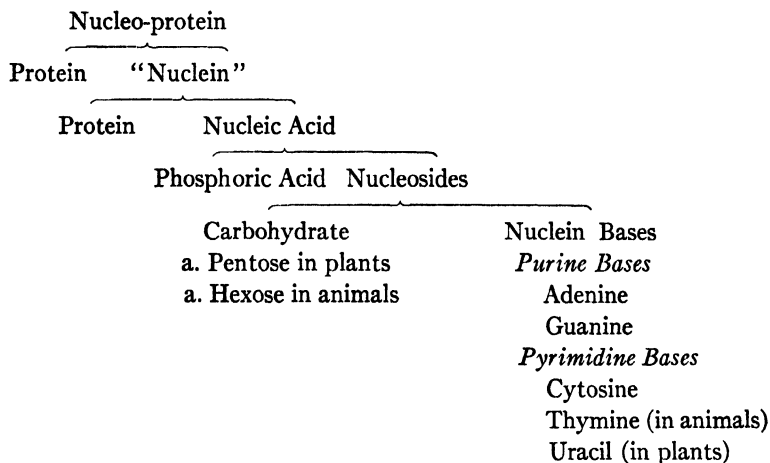 Nucleo-protein
Protein “Nuclein”
Protein Nucleic Acid
Phosphoric Acid Nucleosides
Carbohydrate Nuclein Bases
a. Pentose in plants Purine Bases
a. Hexose in animals Adenine
Guanine
Pyrimidine Bases
Cytosine
Thymine (in animals)
Uracil (in plants)